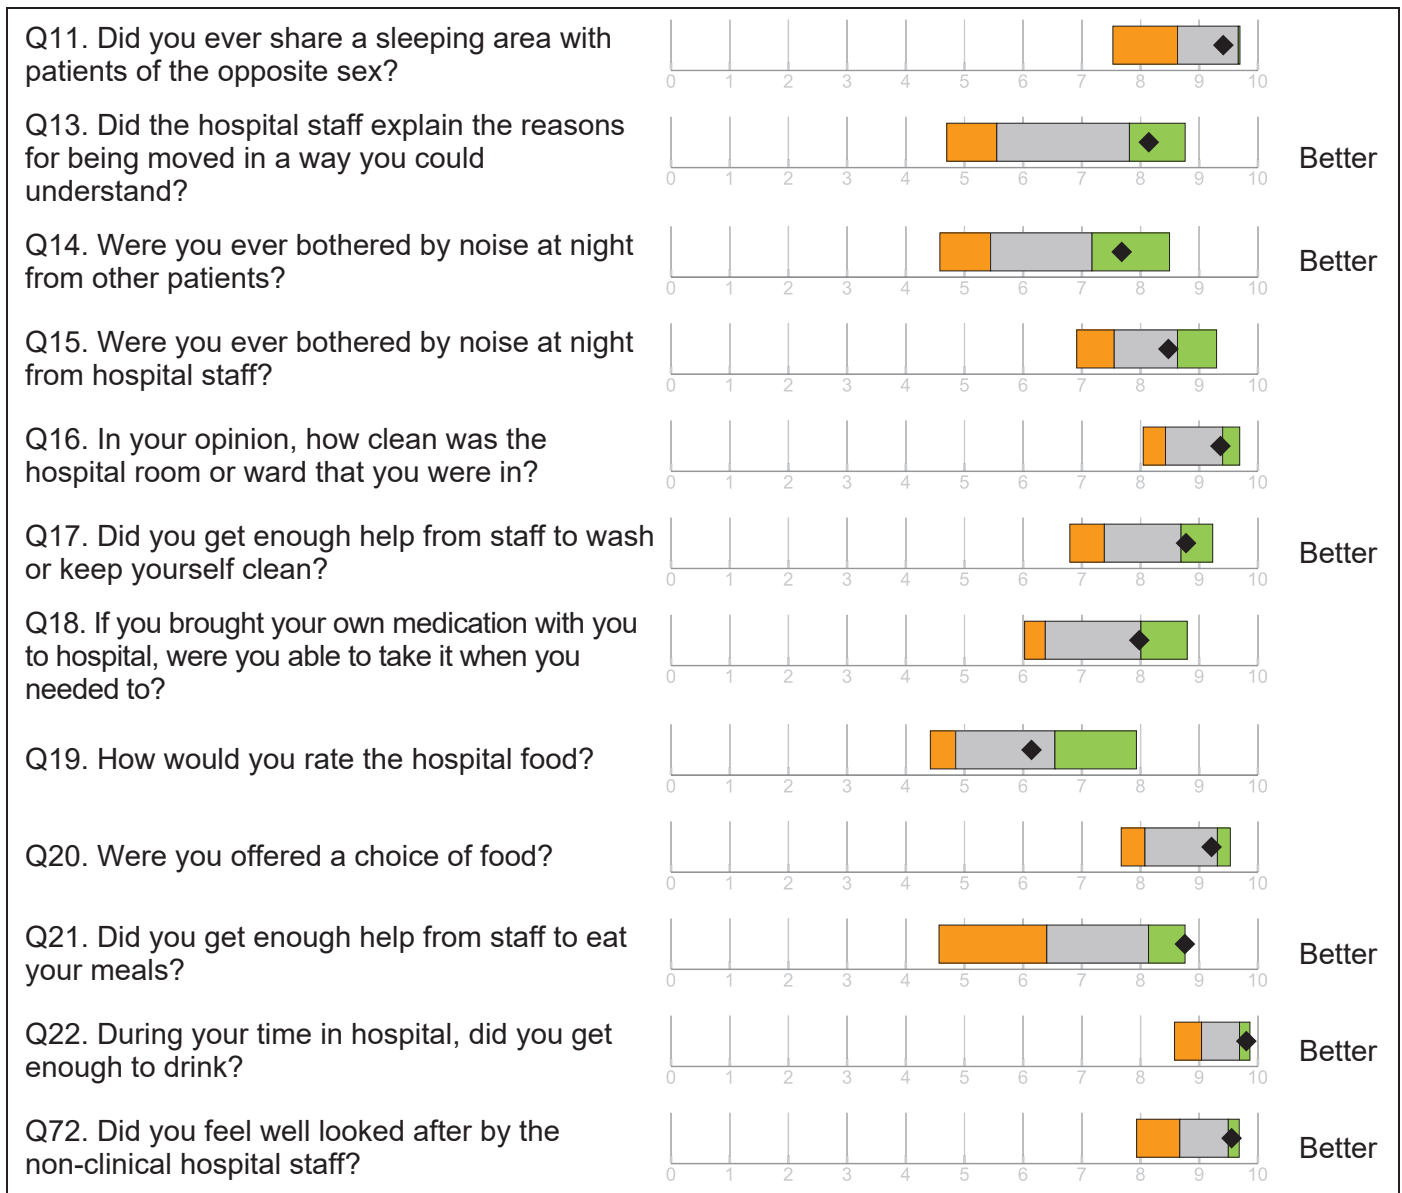 Q11. Did you ever share a sleeping area with
patients of the opposite sex?
0 1 2 3 4 5 6 7 8 9 10
Q13. Did the hospital staff explain the reasons
for being moved in a way you could
understand?
0 1 2 3 4 5 6 7 8 9 10
Better
Q14. Were you ever bothered by noise at night
from other patients?
0 1 2 3 4 5 6 7 8 9 10
Better
Q15. Were you ever bothered by noise at night
from hospital staff?
0 1 2 3 4 5 6 7 8 9 10
Q16. In your opinion, how clean was the
hospital room or ward that you were in?
0 1 2 3 4 5 6 7 8 9 10
Q17. Did you get enough help from staff to wash
or keep yourself clean?
0 1 2 3 4 5 6 7 8 9 10
Better
Q18. If you brought your own medication with you
to hospital, were you able to take it when you
needed to?
0 1 2 3 4 5 6 7 8 9 10
Q19. How would you rate the hospital food?
0 1 2 3 4 5 6 7 8 9 10
Q20. Were you offered a choice of food?
0 1 2 3 4 5 6 7 8 9 10
Q21. Did you get enough help from staff to eat
your meals?
0 1 2 3 4 5 6 7 8 9 10
Better
Q22. During your time in hospital, did you get
enough to drink?
0 1 2 3 4 5 6 7 8 9 10
Better
Q72. Did you feel well looked after by the
non-clinical hospital staff?
0 1 2 3 4 5 6 7 8 9 10
Better